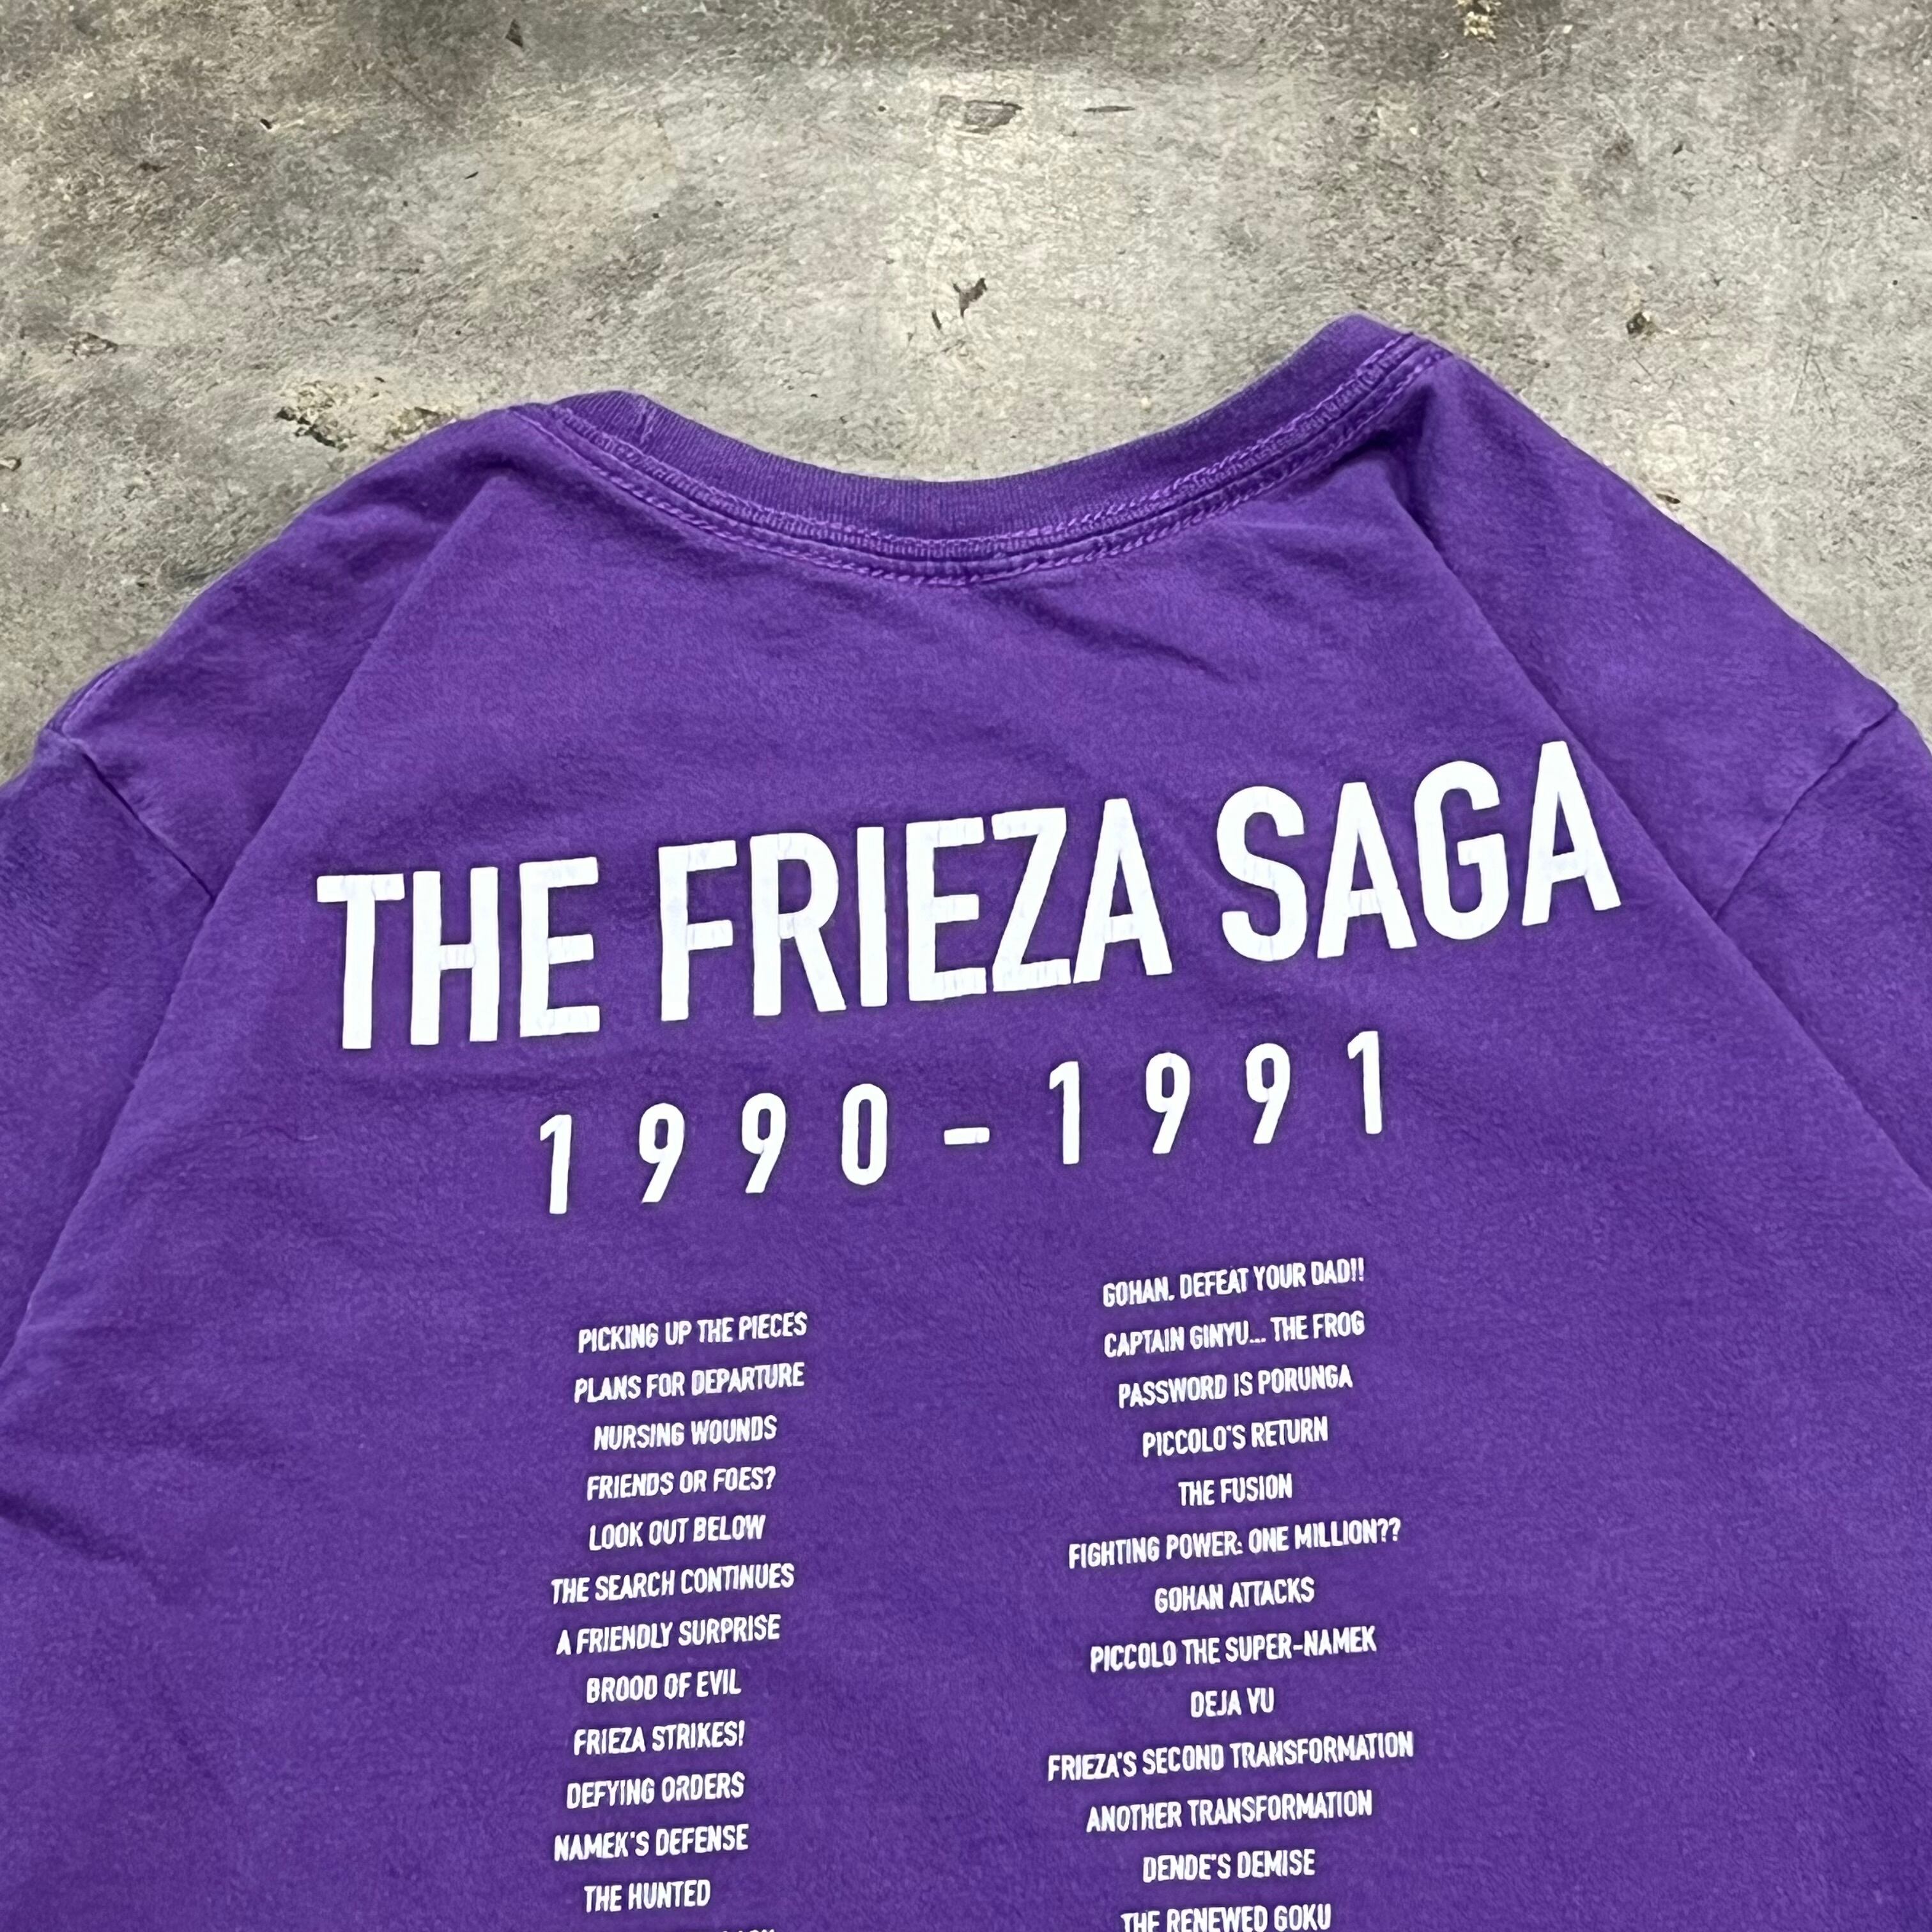 THE FRIEZA SAGA
1990-1991
PICKING UP THE PIECES
PLANS FOR DEPARTURE
NURSING WOUNDS
FRIENDS OR FOES?
LOOK OUT BELOW
THE SEARCH CONTINUES
A FRIENDLY SURPRISE
BROOD OF EVIL
FRIEZA STRIKES!
DEFYING ORDERS
NAMEK'S DEFENSE
THE HUNTED
GOHAN, DEFEAT YOUR DAD!!
CAPTAIN GINYU... THE FROG
PASSWORD IS PORUNGA
PICCOLO'S RETURN
THE FUSION
FIGHTING POWER: ONE MILLION??
GOHAN ATTACKS
PICCOLO THE SUPER-NAMEK
DEJA VU
FRIEZA'S SECOND TRANSFORMATION
ANOTHER TRANSFORMATION
DENDE'S DEMISE
THE RENEWED GOKU